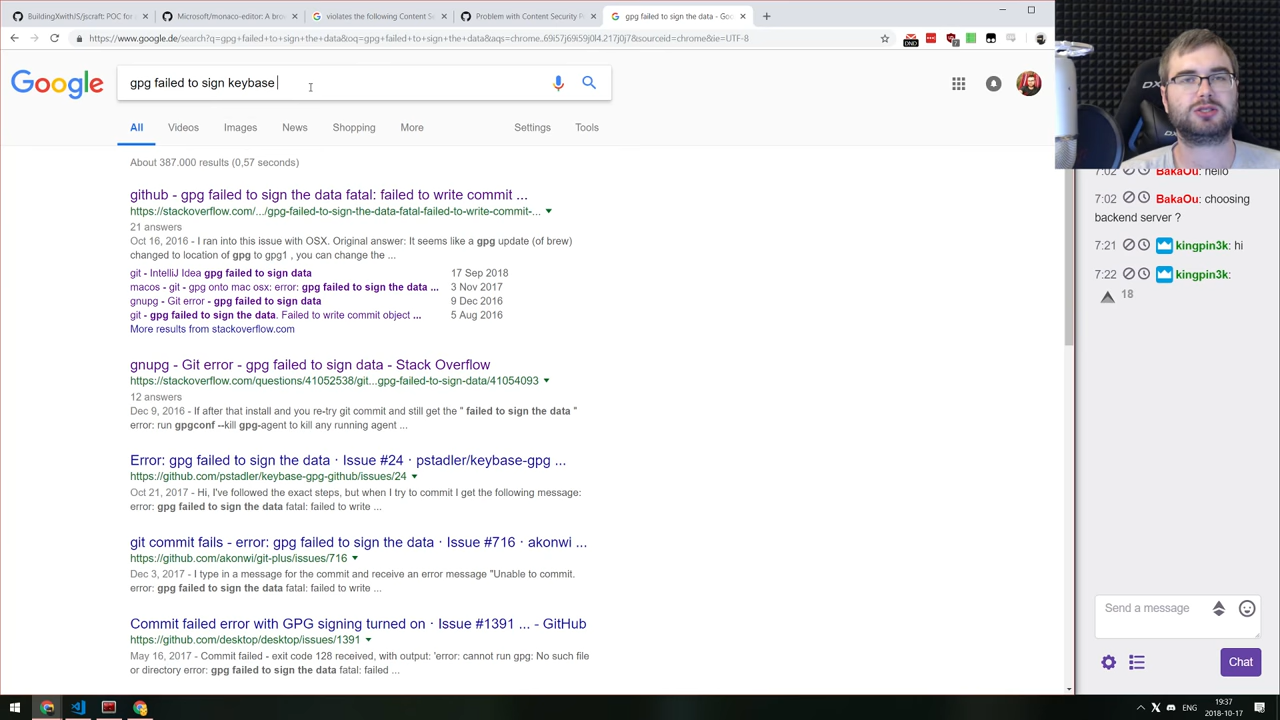 BuildingXwithJS/jscraft: POC for
Microsoft/monaco-editor: A brow
violates the following Content Se
Problem with Content Security Po
gpg failed to sign the data - Goo
https://www.google.de/search?q=gpg+failed+to+sign+the+data&oq=gpg+failed+to+sign+the+data&aqs=chrome..69i57j69i59j0l4.217j0j7&sourceid=chrome&ie=UTF-8
DND
7
Google
gpg failed to sign keybase
All
Videos
Images
News
Shopping
More
Settings
Tools
About 387.000 results (0,57 seconds)
github - gpg failed to sign the data fatal: failed to write commit ...
https://stackoverflow.com/.../gpg-failed-to-sign-the-data-fatal-failed-to-write-commit-...
21 answers
Oct 16, 2016 - I ran into this issue with OSX. Original answer: It seems like a gpg update (of brew)
changed to location of gpg to gpg1 , you can change the ...
git - IntelliJ Idea gpg failed to sign data
17 Sep 2018
macos - git - gpg onto mac osx: error: gpg failed to sign the data ...
3 Nov 2017
gnupg - Git error - gpg failed to sign data
9 Dec 2016
git - gpg failed to sign the data. Failed to write commit object ...
5 Aug 2016
More results from stackoverflow.com
gnupg - Git error - gpg failed to sign data - Stack Overflow
https://stackoverflow.com/questions/41052538/git...gpg-failed-to-sign-data/41054093
12 answers
Dec 9, 2016 - If after that install and you re-try git commit and still get the " failed to sign the data "
error: run gpgconf --kill gpg-agent to kill any running agent ...
Error: gpg failed to sign the data · Issue #24 · pstadler/keybase-gpg ...
https://github.com/pstadler/keybase-gpg-github/issues/24
Oct 21, 2017 - Hi, I've followed the exact steps, but when I try to commit I get the following message:
error: gpg failed to sign the data fatal: failed to write ...
git commit fails - error: gpg failed to sign the data · Issue #716 · akonwi ...
https://github.com/akonwi/git-plus/issues/716
Dec 3, 2017 - I type in a message for the commit and receive an error message "Unable to commit.
error: gpg failed to sign the data fatal: failed to write ...
Commit failed error with GPG signing turned on · Issue #1391 ... - GitHub
https://github.com/desktop/desktop/issues/1391
May 16, 2017 - Commit failed - exit code 128 received, with output: 'error: cannot run gpg: No such file
or directory error: gpg failed to sign the data fatal: failed ...
DX
7:02 BakaOu: hello
7:02 BakaOu: choosing
backend server ?
7:21 kingpin3k: hi
7:22 kingpin3k:
18
Send a message
Chat
ENG
19:37
2018-10-17